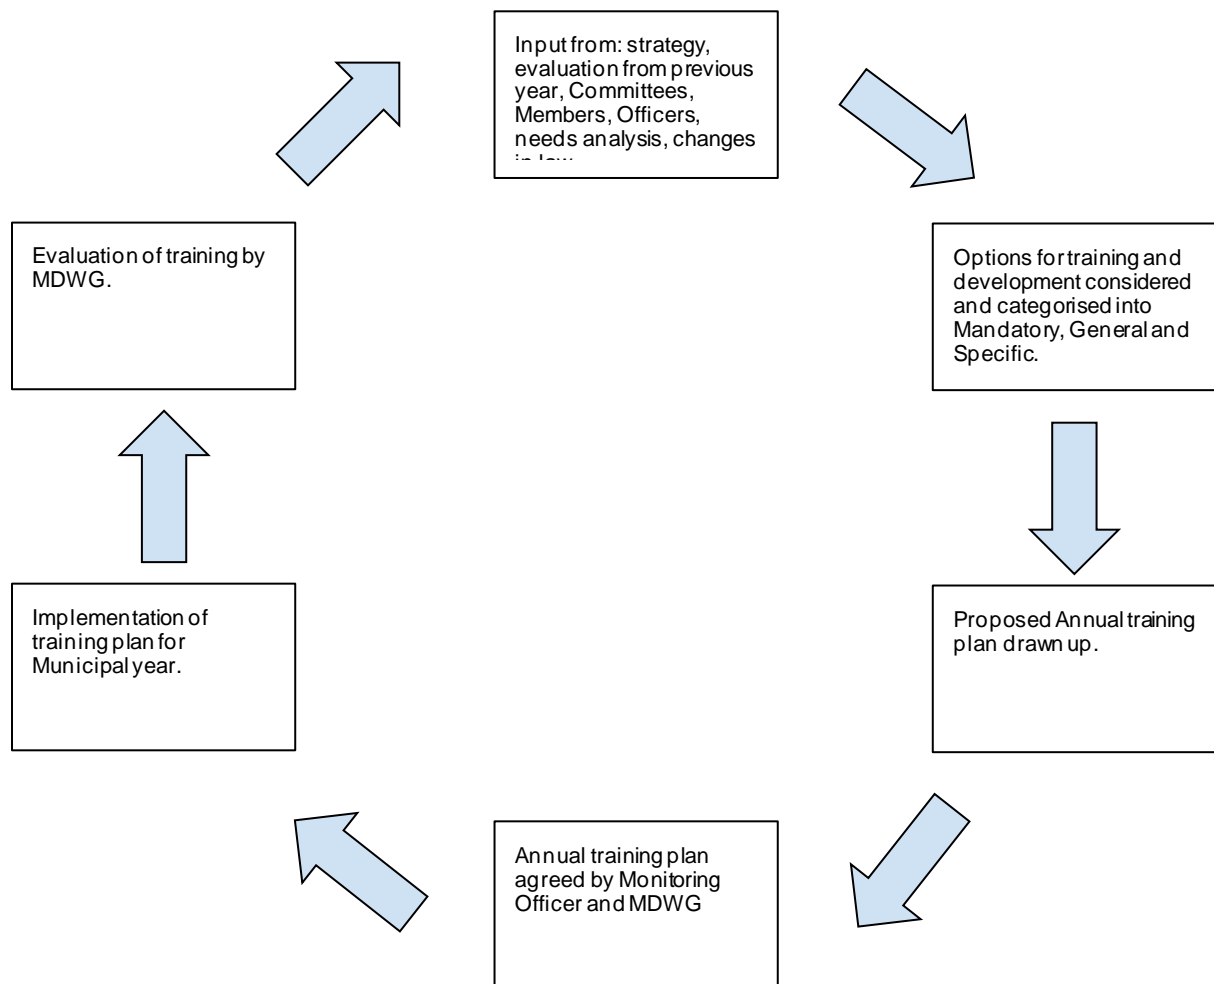 Input from: strategy,
evaluation from previous
year, Committees,
Members, Officers,
needs analysis, changes
in law
Options for training and
development considered
and categorised into
Mandatory, General and
Specific.
Proposed Annual training
plan drawn up.
Annual training plan
agreed by Monitoring
Officer and MDWG
Implementation of
training plan for
Municipal year.
Evaluation of training by
MDWG.